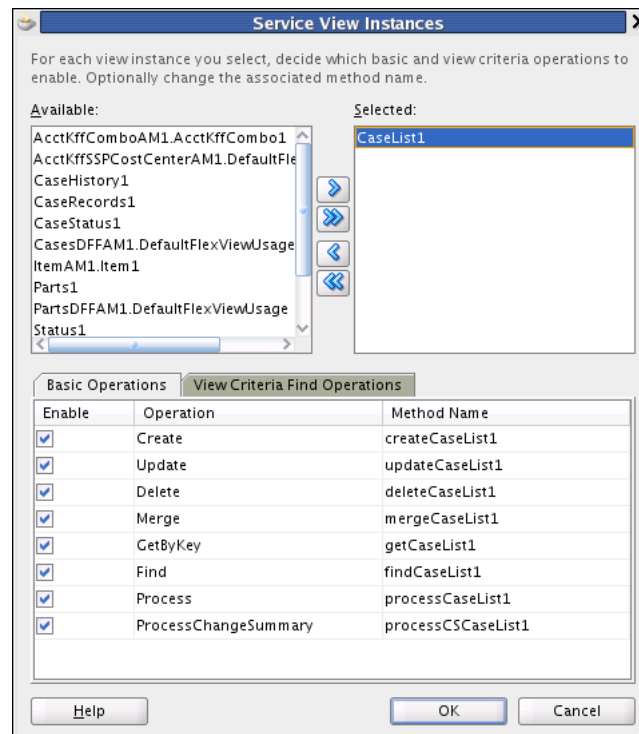 Service View Instances
For each view instance you select, decide which basic and view criteria operations to
enable. Optionally change the associated method name.
Available:
Selected:
AcctKffComboAM1.AcctKffCombo1
AcctKffSSPCostCenterAM1.DefaultFle
CaseHistory1
CaseRecords1
CaseStatus1
CasesDFFAM1.DefaultFlexViewUsage
ItemAM1.Item1
Parts1
PartsDFFAM1.DefaultFlexViewUsage
Status1
CaseList1
Basic Operations View Criteria Find Operations
Enable Operation Method Name
Create createCaseList1
Update updateCaseList1
Delete deleteCaseList1
Merge mergeCaseList1
GetByKey getCaseList1
Find findCaseList1
Process processCaseList1
ProcessChangeSummary processCSCaseList1
Help OK Cancel